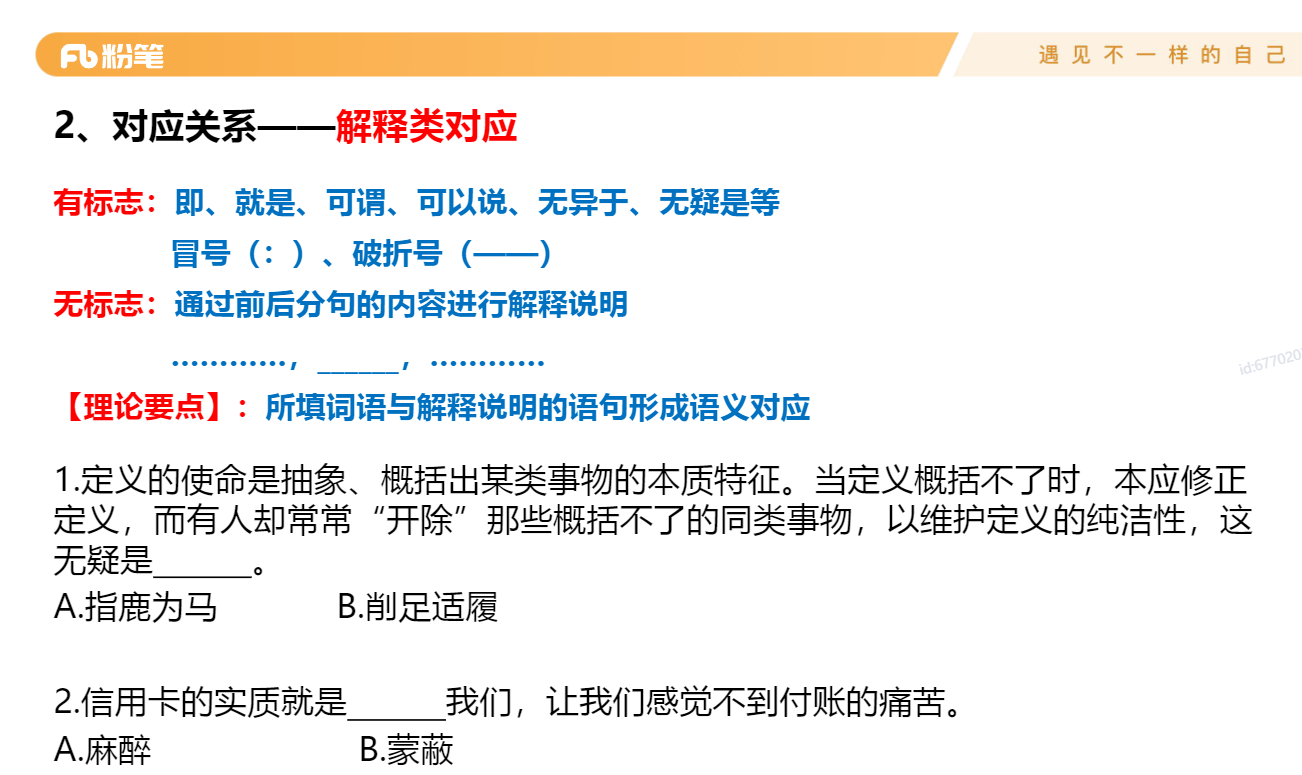 粉笔
遇见不一样的自己
2、对应关系——解释类对应
有标志：即、就是、可谓、可以说、无异于、无疑是等
冒号（：）、破折号（——）
无标志：通过前后分句的内容进行解释说明
…………，______，…………
【理论要点】：所填词语与解释说明的语句形成语义对应
id:677020
1.定义的使命是抽象、概括出某类事物的本质特征。当定义概括不了时，本应修正
定义，而有人却常常“开除”那些概括不了的同类事物，以维护定义的纯洁性，这
无疑是______。
A.指鹿为马 B.削足适履
2.信用卡的实质就是______我们，让我们感觉不到付账的痛苦。
A.麻醉 B.蒙蔽